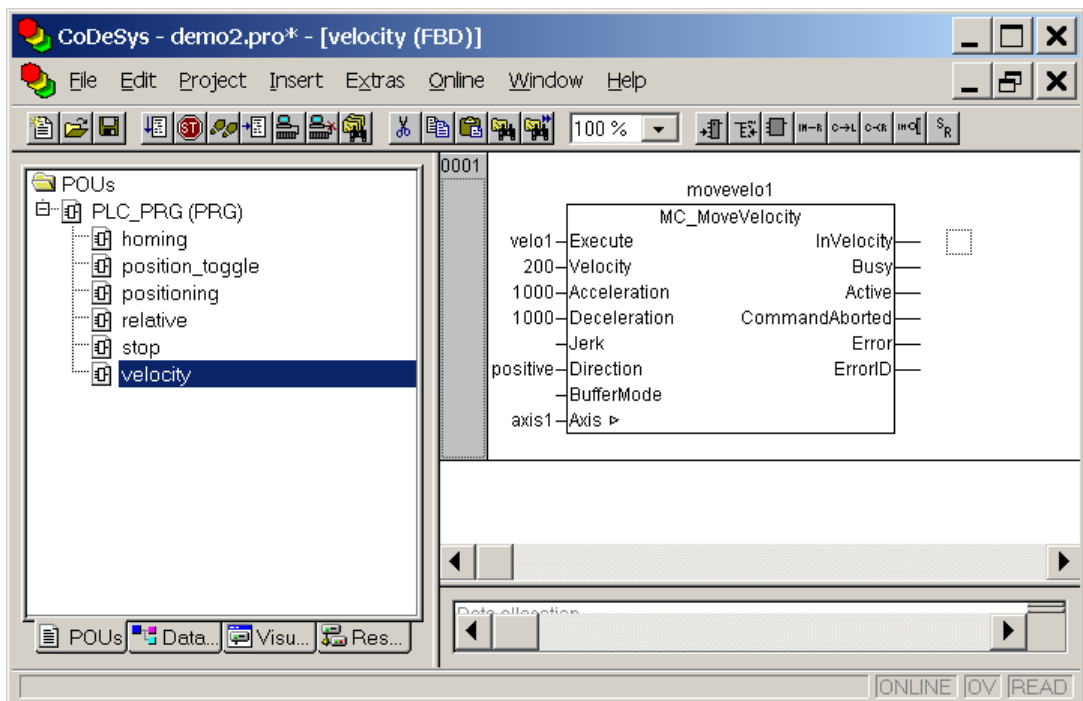 CoDeSys - demo2.pro* - [velocity (FBD)]
File Edit Project Insert Extras Online Window Help
100 %
POUs
PLC_PRG (PRG)
homing
position_toggle
positioning
relative
stop
velocity
POUs Data... Visu... Res...
0001
movevelo1
MC_MoveVelocity
velo1 Execute InVelocity
200 Velocity Busy
1000 Acceleration Active
1000 Deceleration CommandAborted
Jerk Error
positive Direction ErrorID
BufferMode
axis1 Axis
ONLINE OV READ